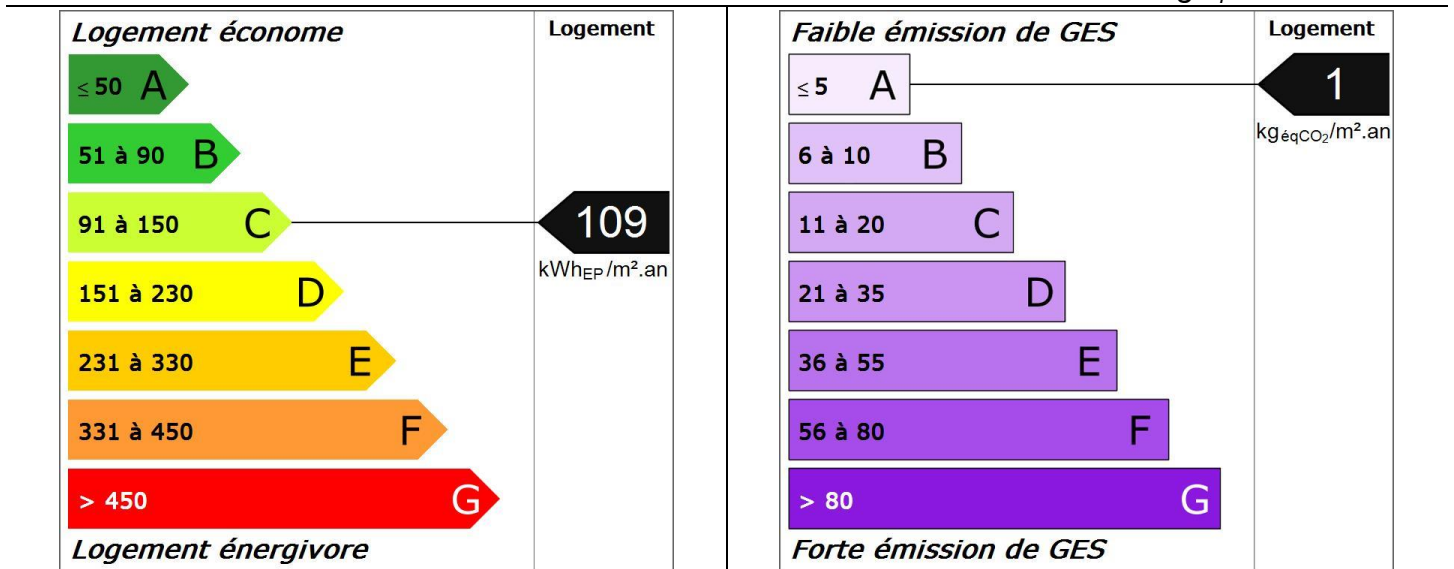 Logement économe
Logement
≤ 50 A
51 à 90 B
91 à 150 C
109
kWhEP/m².an
151 à 230 D
231 à 330 E
331 à 450 F
> 450 G
Logement énergivore
Faible émission de GES
Logement
≤ 5 A
1
kgéqCO₂/m².an
6 à 10 B
11 à 20 C
21 à 35 D
36 à 55 E
56 à 80 F
> 80 G
Forte émission de GES